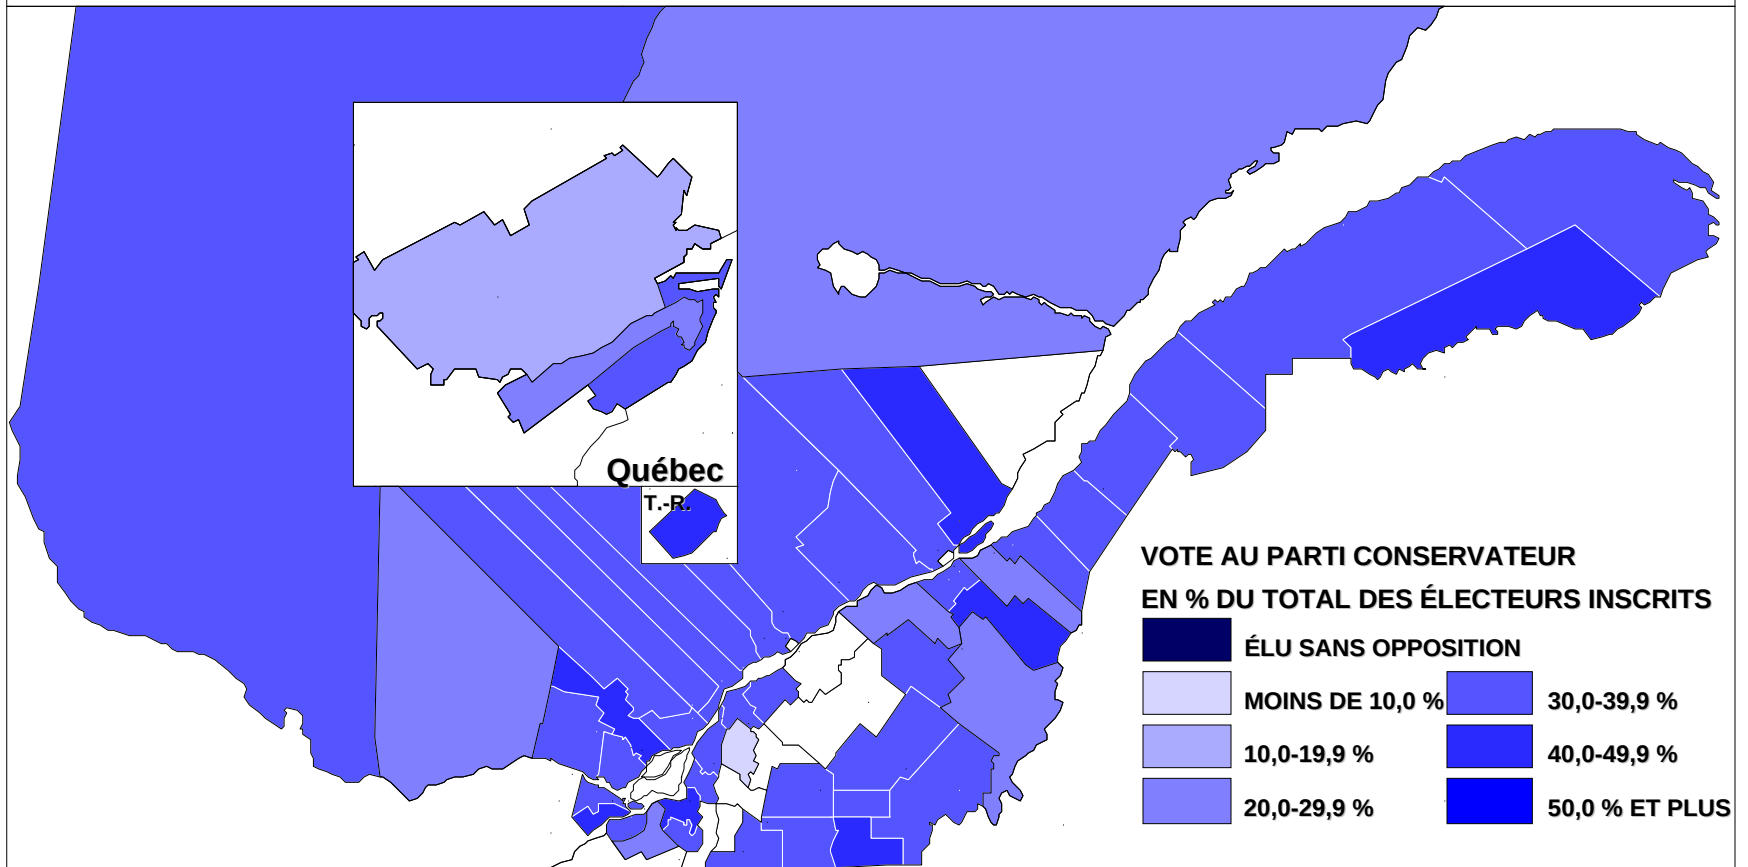 Québec
T.-R.
VOTE AU PARTI CONSERVATEUR
EN % DU TOTAL DES ÉLECTEURS INSCRITS
ÉLU SANS OPPOSITION
MOINS DE 10,0 %
30,0-39,9 %
10,0-19,9 %
40,0-49,9 %
20,0-29,9 %
50,0 % ET PLUS